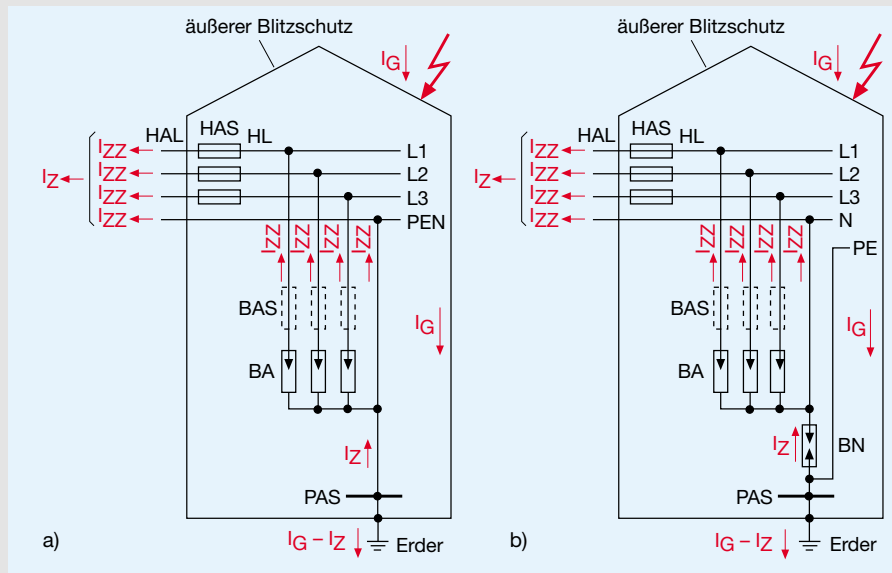 äußerer Blitzschutz
IG
HAL HAS HL
IZZ L1
IZ IZZ L2
IZZ L3
IZZ PEN
IZZ IZZ IZZ IZZ
BAS
IG
BA
IZ
PAS
a) IG – IZ Erder
äußerer Blitzschutz
IG
HAL HAS HL
IZZ L1
IZ IZZ L2
IZZ L3
IZZ N
IZZ IZZ IZZ IZZ PE
BAS
IG
BA
IZ BN
PAS
b) IG – IZ Erder